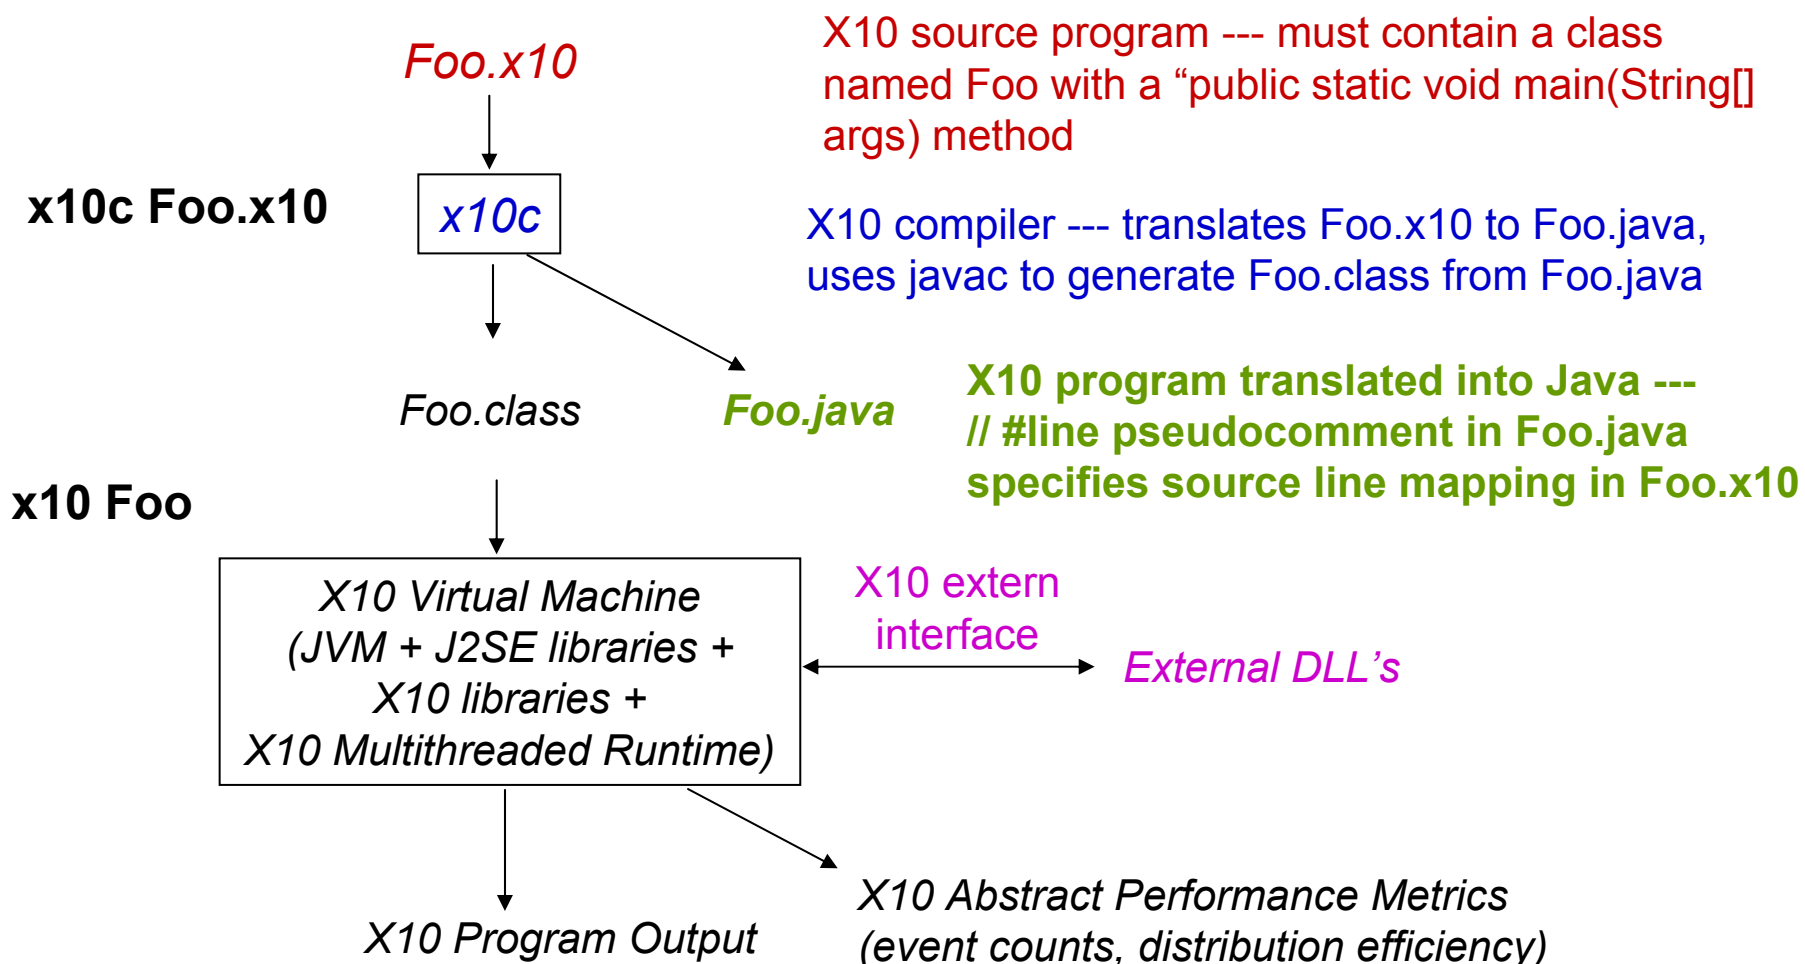 Foo.x10
X10 source program --- must contain a class
named Foo with a “public static void main(String[]
args) method
x10c Foo.x10
x10c
X10 compiler --- translates Foo.x10 to Foo.java,
uses javac to generate Foo.class from Foo.java
Foo.class
Foo.java
X10 program translated into Java ---
// #line pseudocomment in Foo.java
specifies source line mapping in Foo.x10
x10 Foo
X10 Virtual Machine
(JVM + J2SE libraries +
X10 libraries +
X10 Multithreaded Runtime)
X10 extern
interface
External DLL’s
X10 Program Output
X10 Abstract Performance Metrics
(event counts, distribution efficiency)